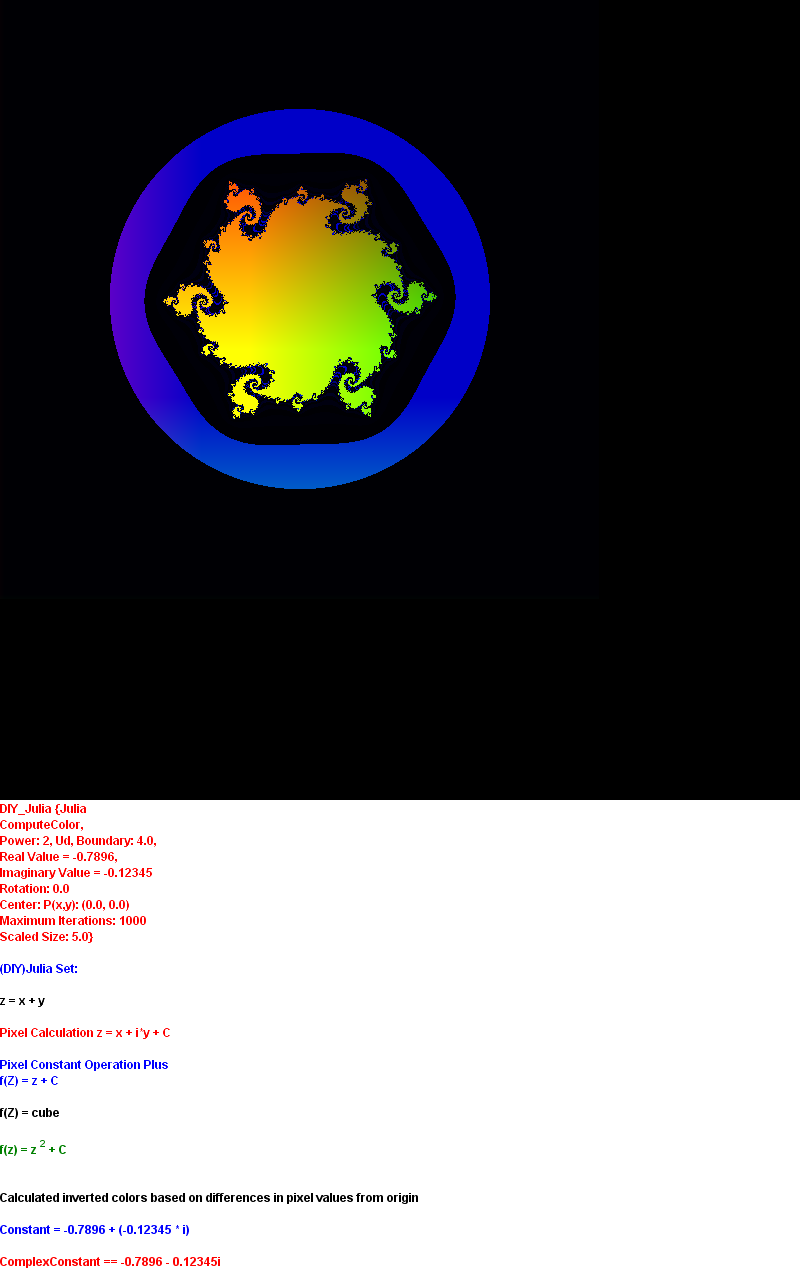 DIY_Julia {Julia
ComputeColor,
Power: 2, Ud, Boundary: 4.0,
Real Value = -0.7896,
Imaginary Value = -0.12345
Rotation: 0.0
Center: P(x,y): (0.0, 0.0)
Maximum Iterations: 1000
Scaled Size: 5.0}
(DIY)Julia Set:
z = x + y
Pixel Calculation z = x + i*y + C
Pixel Constant Operation Plus
f(Z) = z + C
f(Z) = cube
f(z) = z ² + C
Calculated inverted colors based on differences in pixel values from origin
Constant = -0.7896 + (-0.12345 * i)
ComplexConstant == -0.7896 - 0.12345i